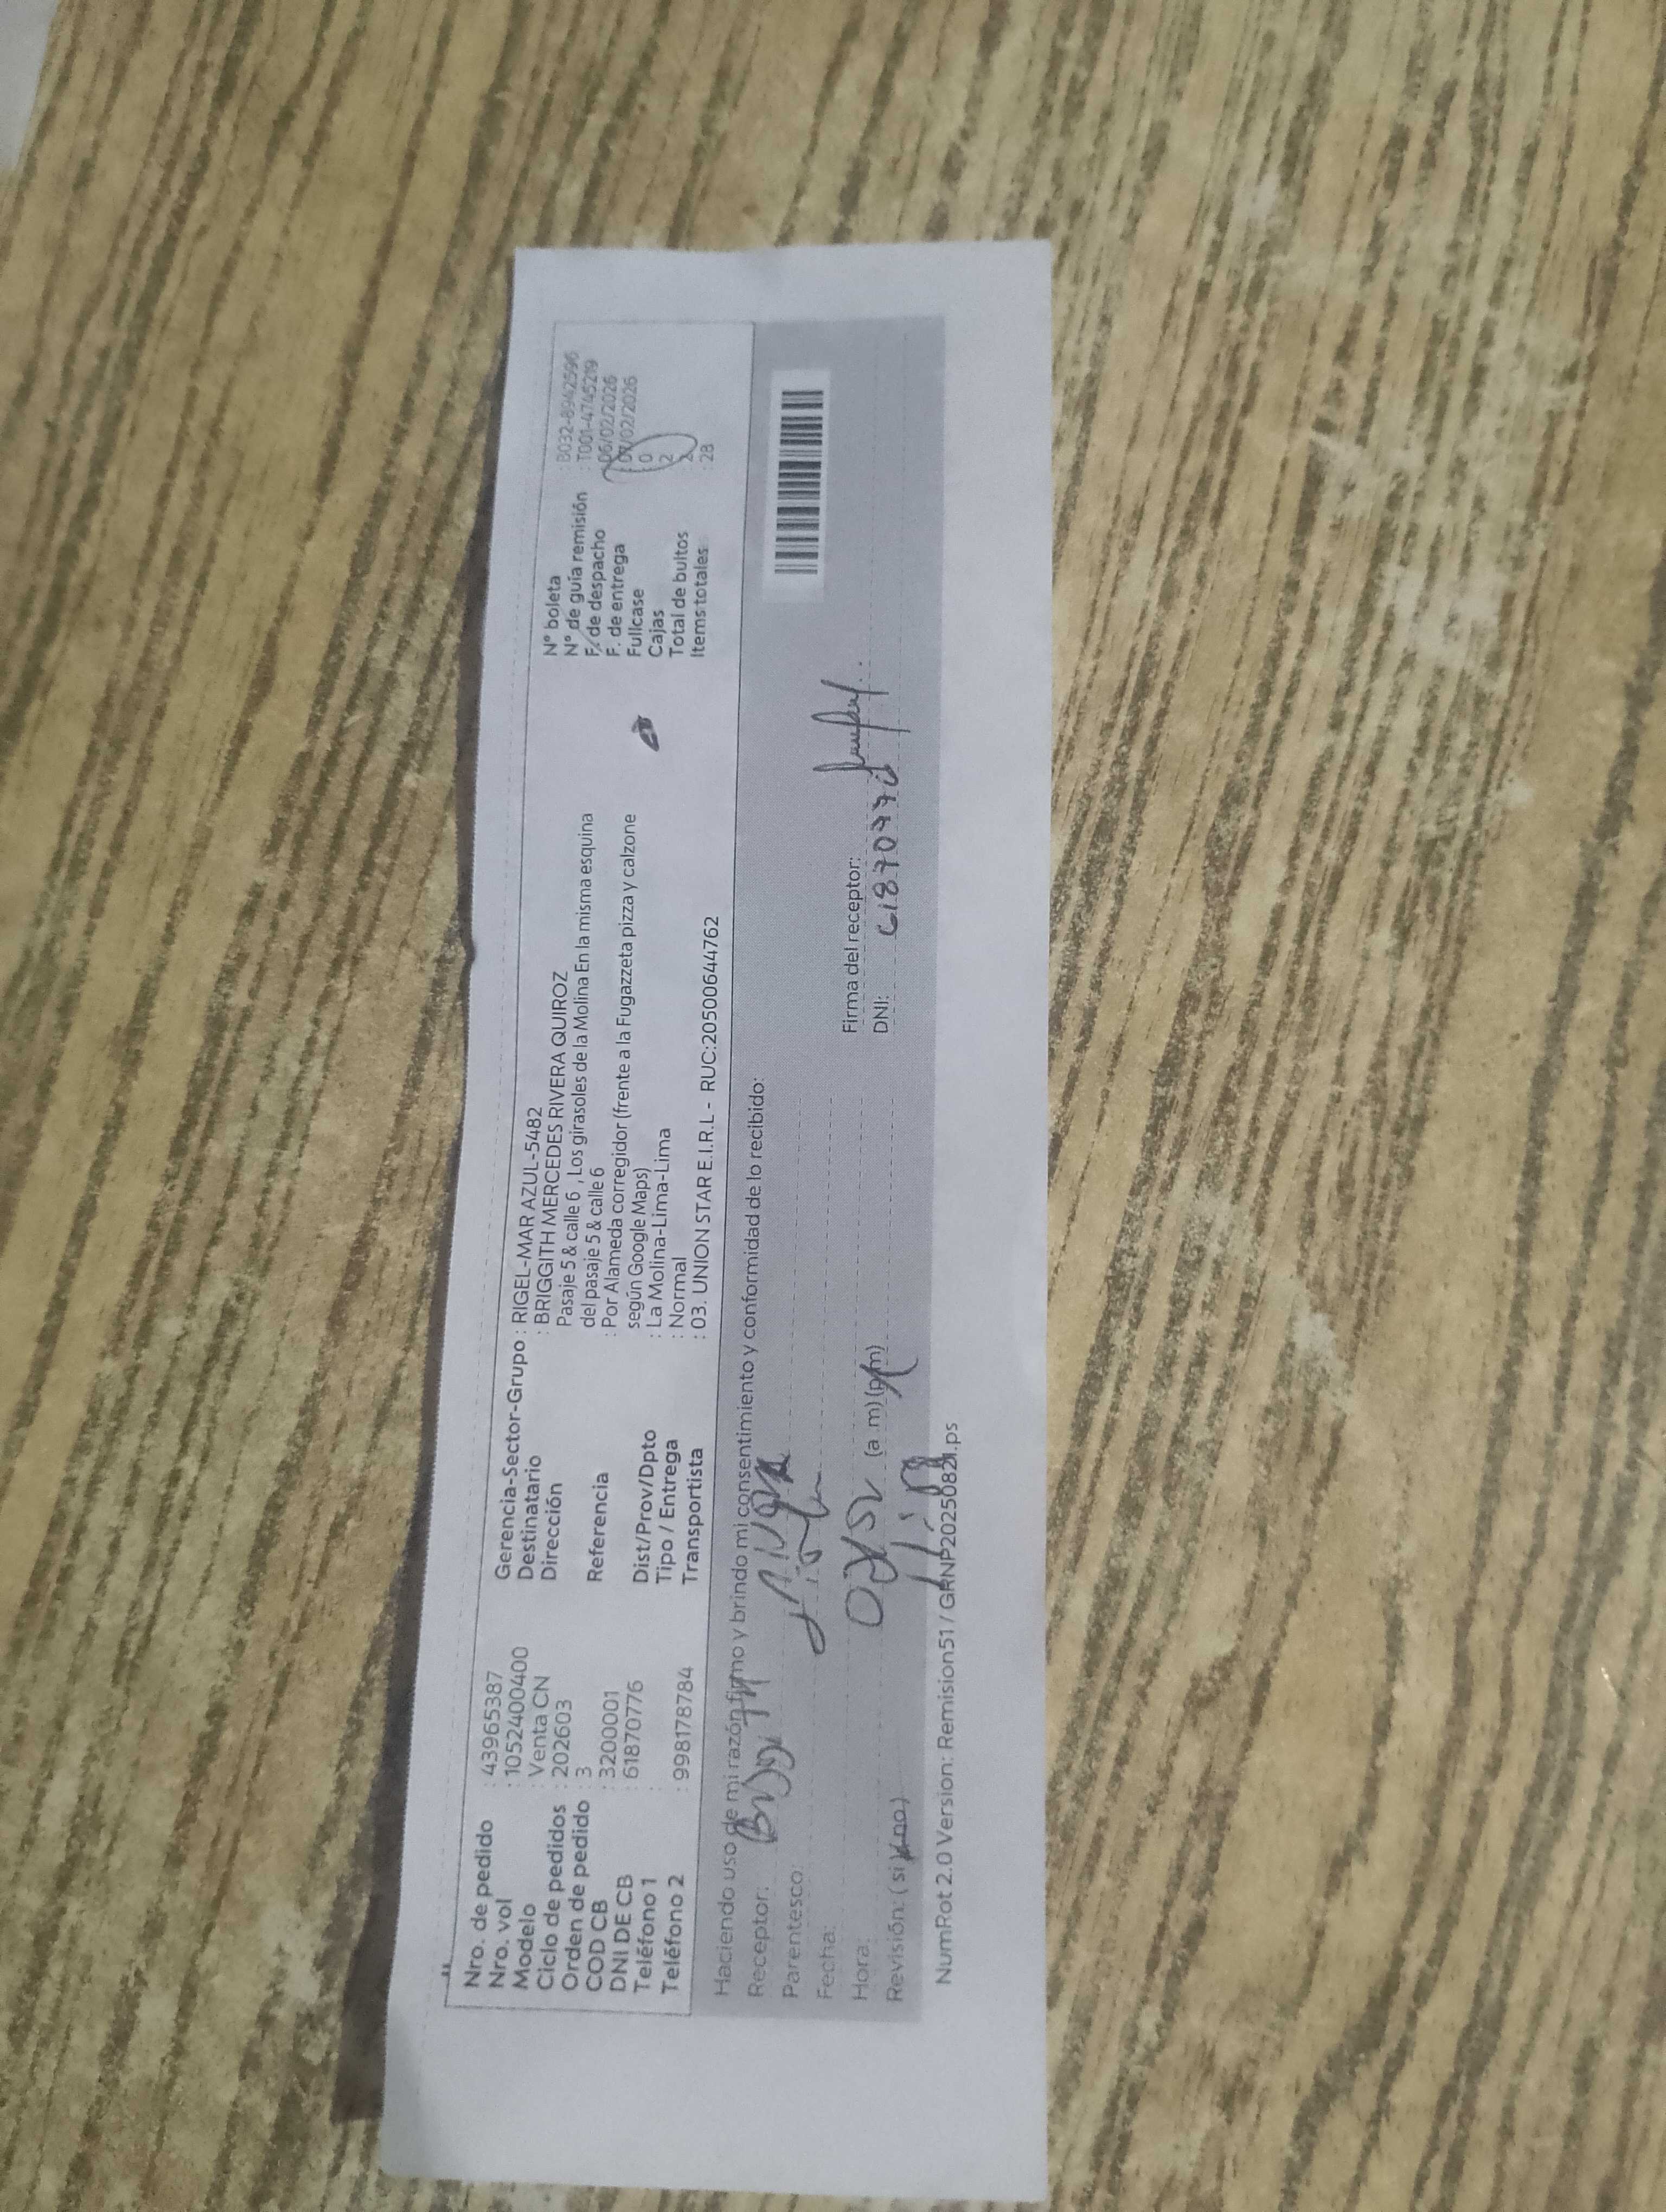 Nro. de pedido : 43965387
Nro. vol : 1052400400
Modelo : Venta CN
Ciclo de pedidos : 202603
Orden de pedido : 3
COD CB : 3200001
DNI DE CB : 61870776
Teléfono 1 :
Teléfono 2 : 998178784
Gerencia-Sector-Grupo : RIGEL-MAR AZUL-5482
Destinatario : BRIGGITH MERCEDES RIVERA QUIROZ
Dirección Pasaje 5 & calle 6 , Los girasoles de la Molina En la misma esquina
del pasaje 5 & calle 6
Referencia : Por Alameda corregidor (frente a la Fugazzeta pizza y calzone
según Google Maps)
Dist/Prov/Dpto : La Molina-Lima-Lima
Tipo / Entrega : Normal
Transportista : 03. UNION STAR E.I.R.L - RUC:20500644762
N° boleta : B032-8942596
N° de guía remisión : T001-4745219
F. de despacho 06/02/2026
F. de entrega 07/02/2026
Fullcase 0
Cajas 2
Total de bultos 2
Items totales : 28
Haciendo uso de mi razón firmo y brindo mi consentimiento y conformidad de lo recibido:
Receptor:
Parentesco:
Fecha:
Hora: (a m) (p m)
Revisión: ( si / no )
Firma del receptor:
DNI:
NumRot 2.0 Version: Remision51 / GRNP20250821.ps